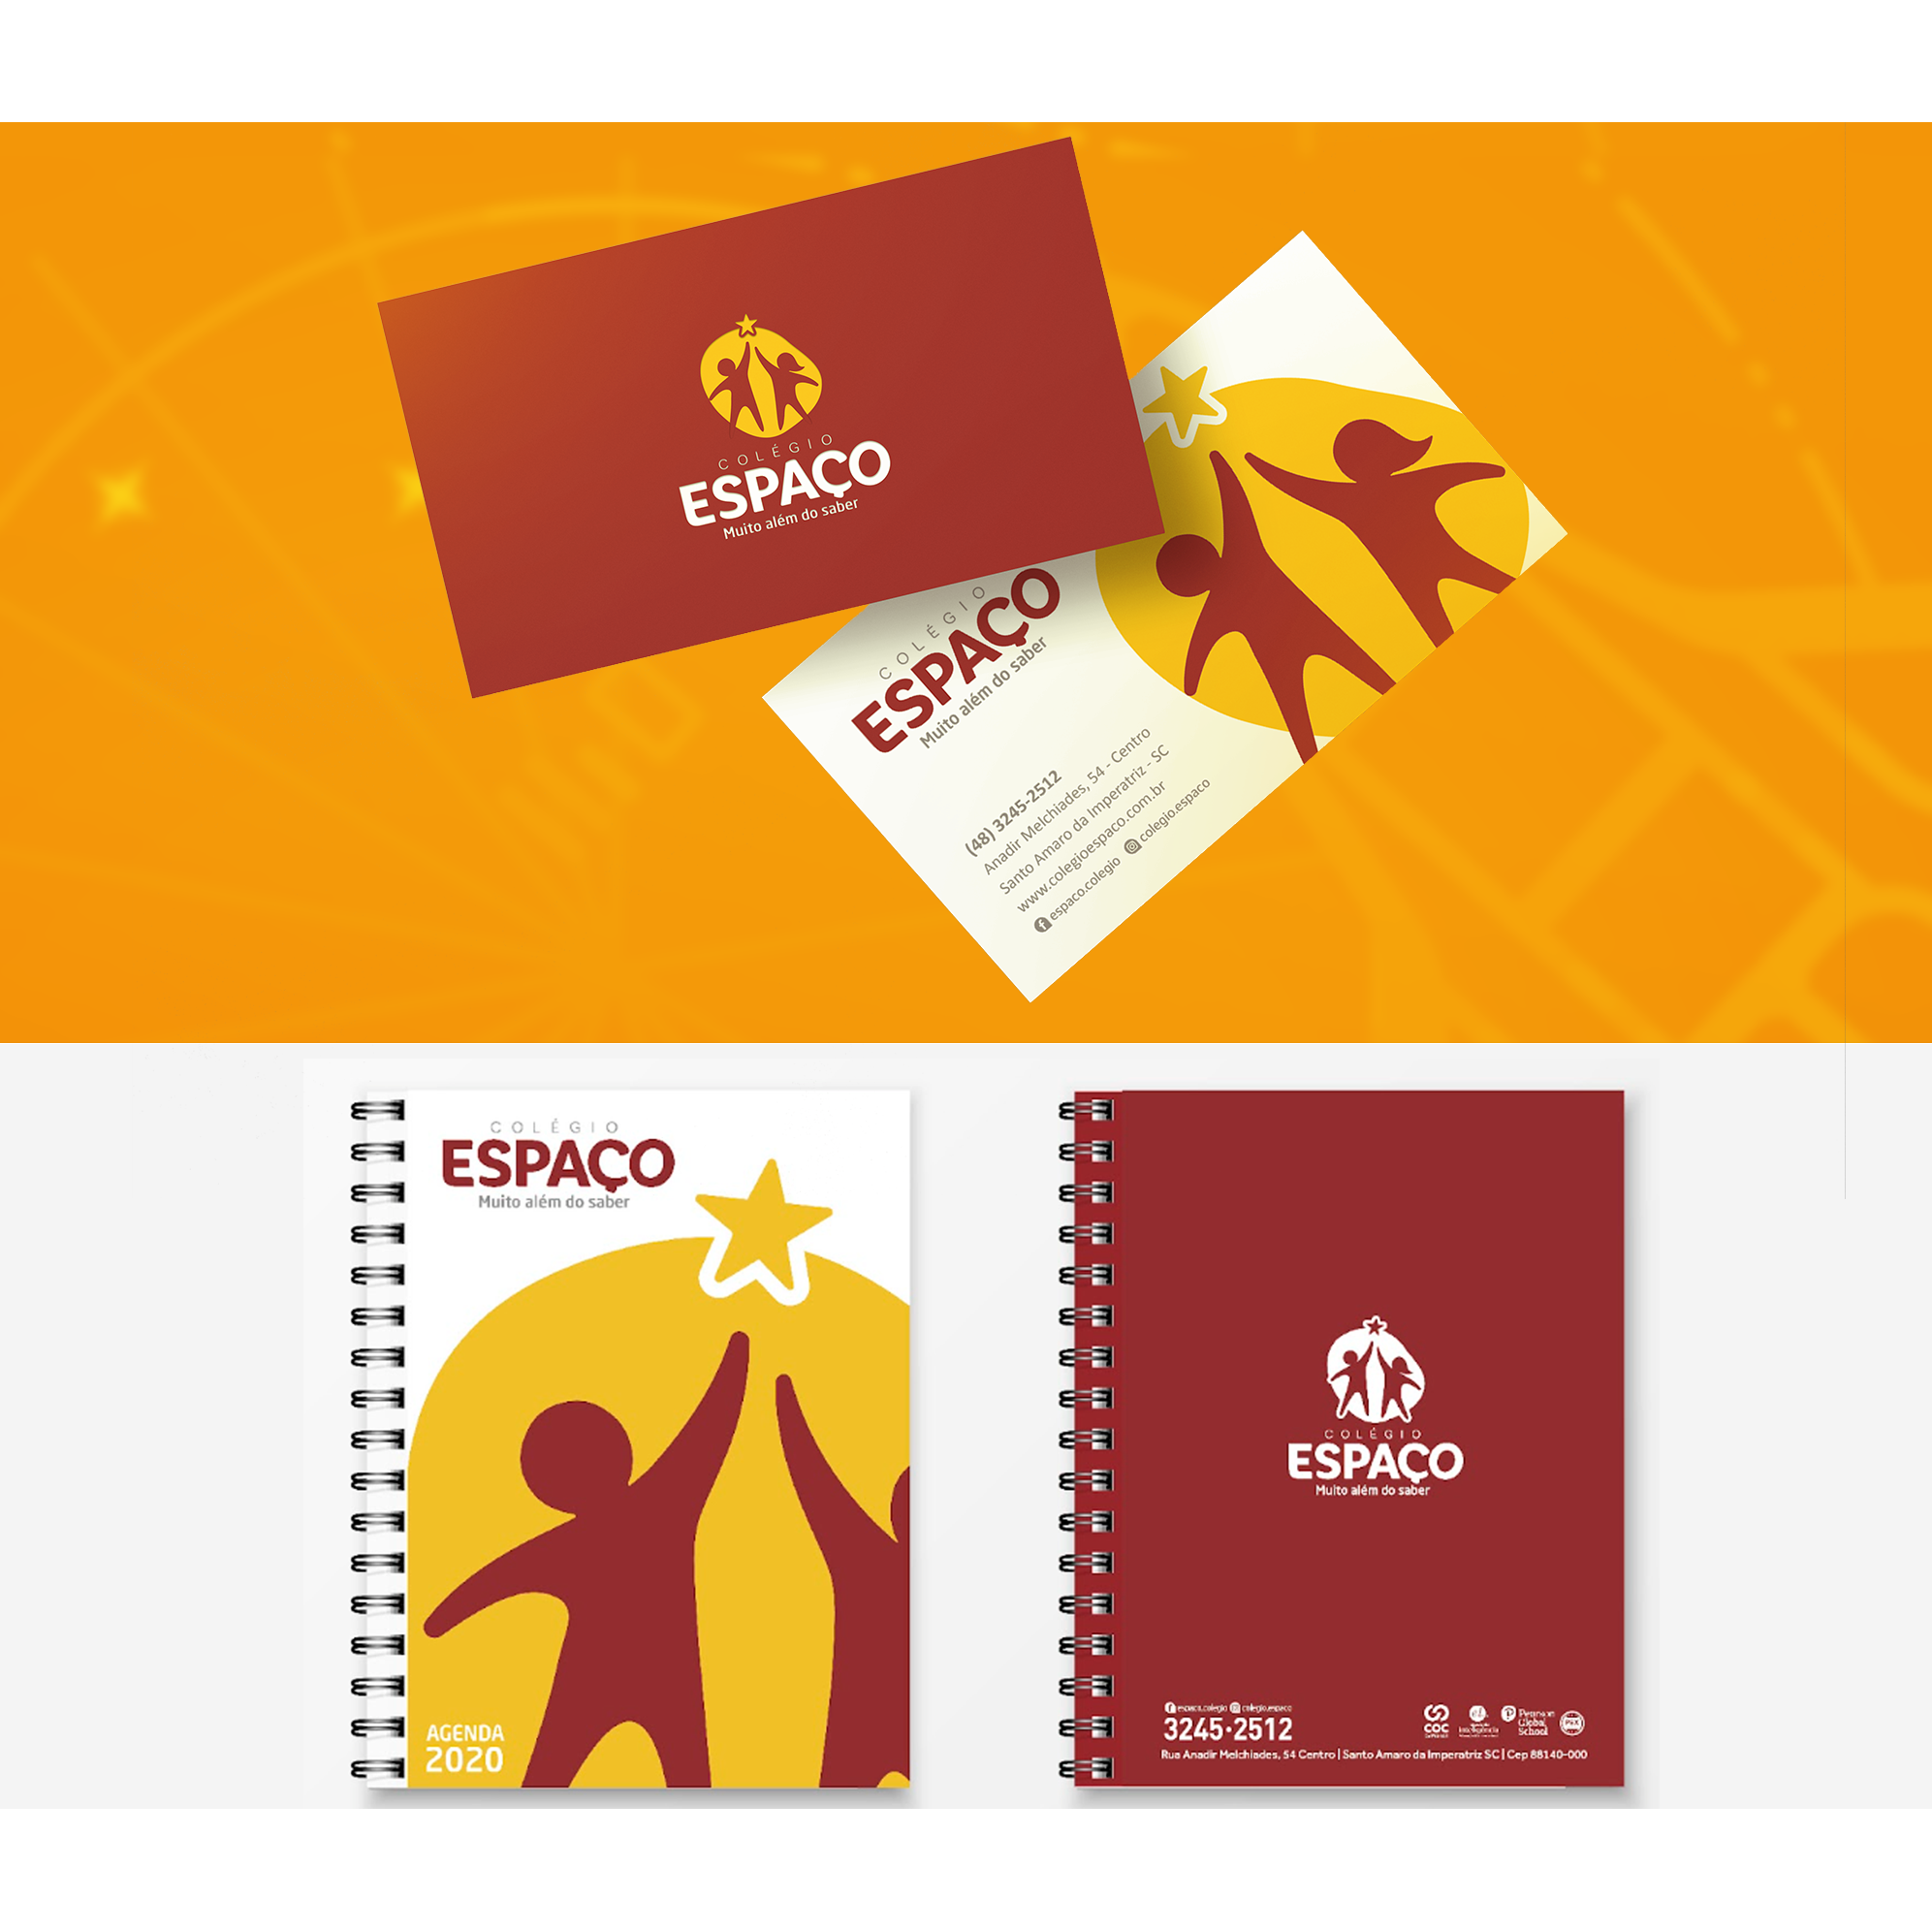 COLÉGIO
ESPAÇO
Muito além do saber
COLÉGIO
ESPAÇO
Muito além do saber
(48) 3245-2512
Anadir Melchiades, 54 - Centro
Santo Amaro da Imperatriz - SC
www.colegioespaco.com.br
espaco.colegio colegio.espaco
COLÉGIO
ESPAÇO
Muito além do saber
AGENDA
2020
COLÉGIO
ESPAÇO
Muito além do saber
espaco.colegio colegio.espaco
3245·2512
COC
Pearson
Global
School
Rua Anadir Melchiades, 54 Centro | Santo Amaro da Imperatriz SC | Cep 88140-000